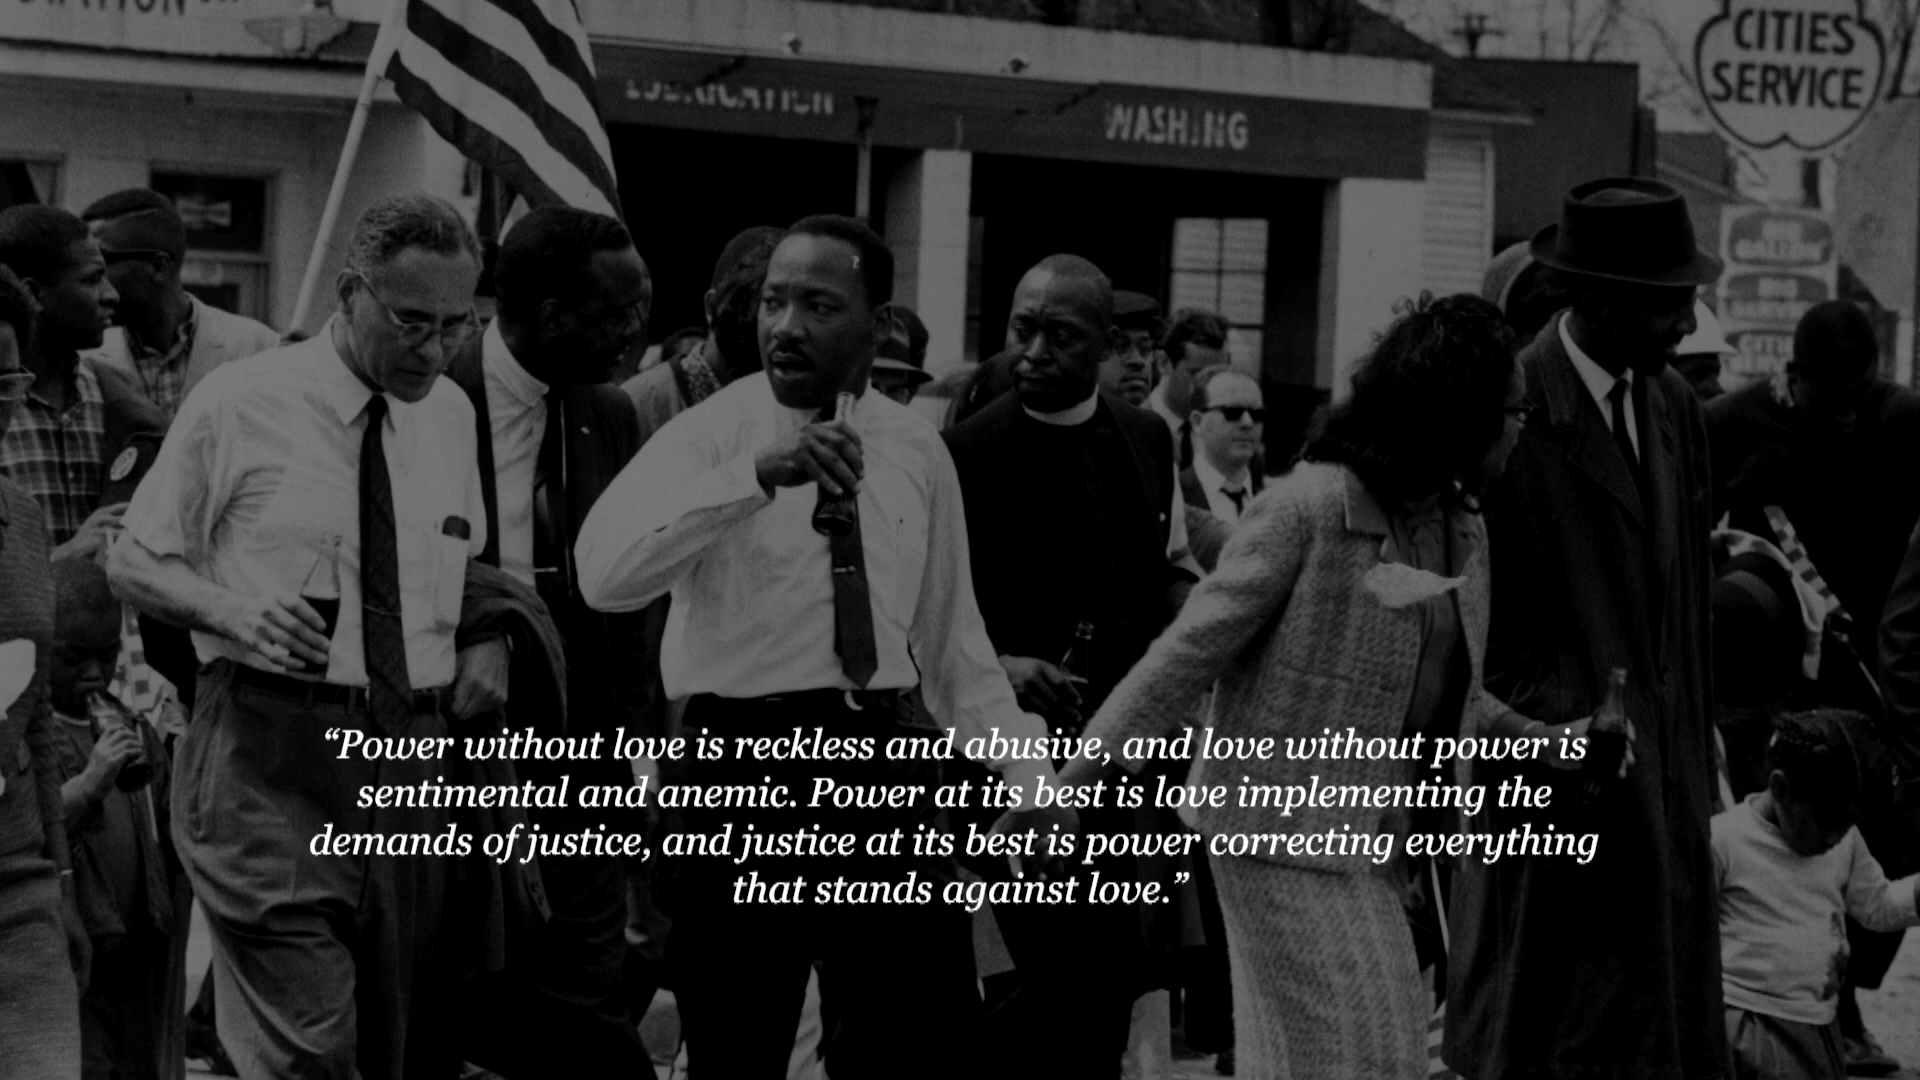 CITIES
SERVICE
LUBRICATION
WASHING
“Power without love is reckless and abusive, and love without power is
sentimental and anemic. Power at its best is love implementing the
demands of justice, and justice at its best is power correcting everything
that stands against love.”